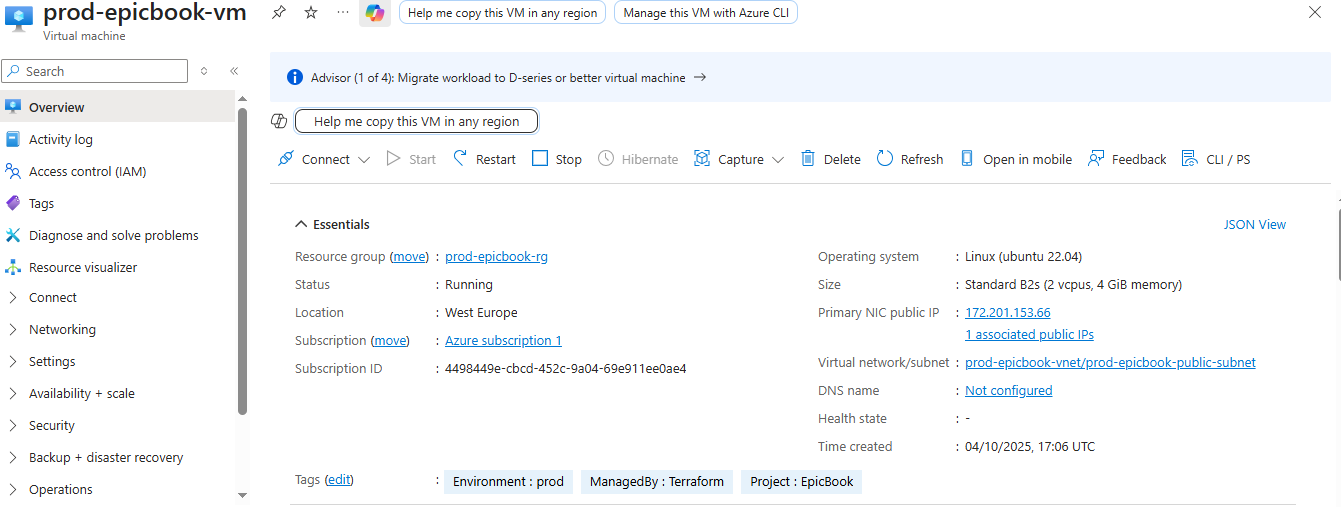 prod-epicbook-vm
Virtual machine
Help me copy this VM in any region
Manage this VM with Azure CLI
Search
Overview
Activity log
Access control (IAM)
Tags
Diagnose and solve problems
Resource visualizer
Connect
Networking
Settings
Availability + scale
Security
Backup + disaster recovery
Operations
Advisor (1 of 4): Migrate workload to D-series or better virtual machine →
Help me copy this VM in any region
Connect Start Restart Stop Hibernate Capture Delete Refresh Open in mobile Feedback CLI / PS
Essentials
JSON View
Resource group (move) : prod-epicbook-rg
Status : Running
Location : West Europe
Subscription (move) : Azure subscription 1
Subscription ID : 4498449e-cbcd-452c-9a04-69e911ee0ae4
Operating system : Linux (ubuntu 22.04)
Size : Standard B2s (2 vcpus, 4 GiB memory)
Primary NIC public IP : 172.201.153.66
1 associated public IPs
Virtual network/subnet : prod-epicbook-vnet/prod-epicbook-public-subnet
DNS name : Not configured
Health state : -
Time created : 04/10/2025, 17:06 UTC
Tags (edit) : Environment : prod ManagedBy : Terraform Project : EpicBook